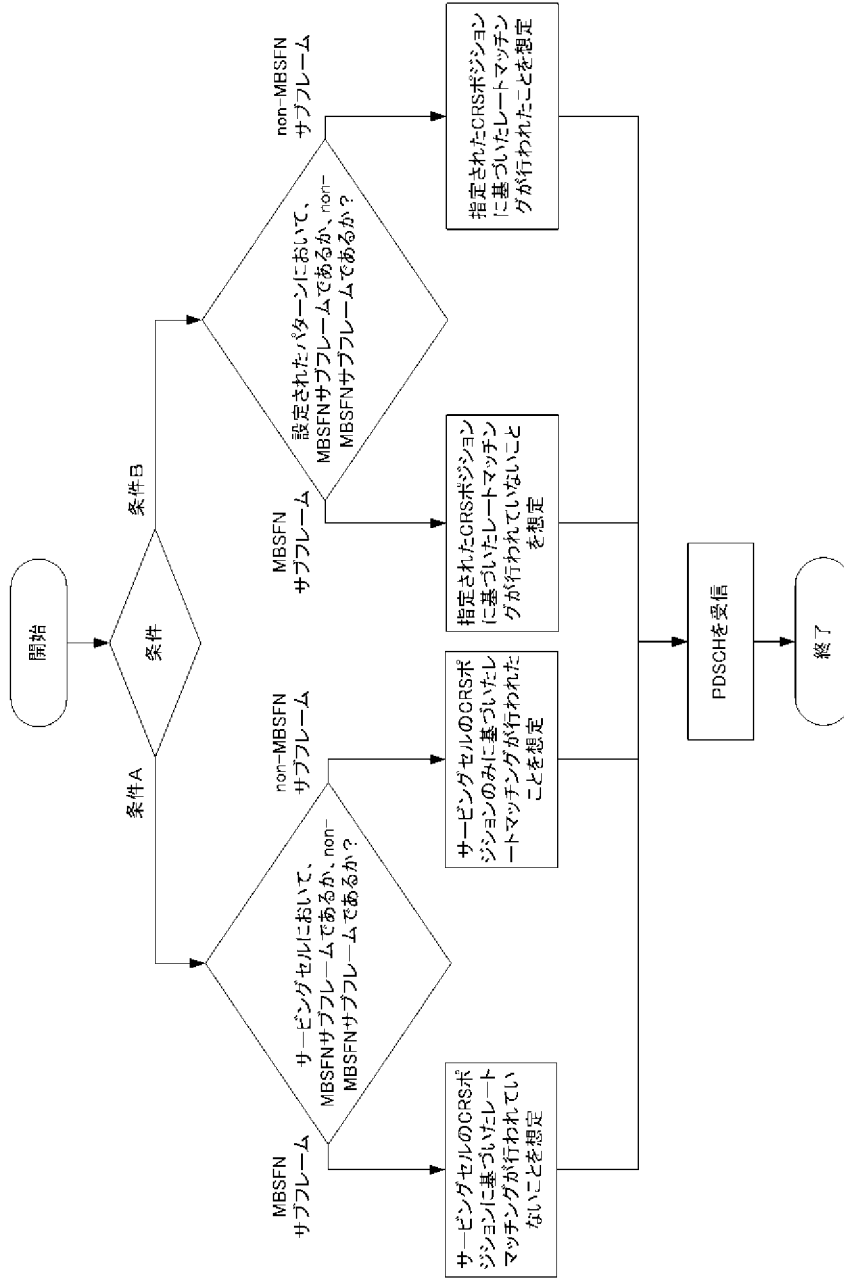 開始
条件
条件A
条件B
サービングセルにおいて、
MBSFNサブフレームであるか、non-
MBSFNサブフレームであるか？
MBSFN
サブフレーム
non-MBSFN
サブフレーム
設定されたパターンにおいて、
MBSFNサブフレームであるか、non-
MBSFNサブフレームであるか？
MBSFN
サブフレーム
non-MBSFN
サブフレーム
サービングセルのCRSポ
ジションに基づいたレート
マッチングが行われてい
ないことを想定
サービングセルのCRSポ
ジションのみに基づいたレ
ートマッチングが行われた
ことを想定
指定されたCRSポジション
に基づいたレートマッチン
グが行われていないこと
を想定
指定されたCRSポジション
に基づいたレートマッチン
グが行われたことを想定
PDSCHを受信
終了